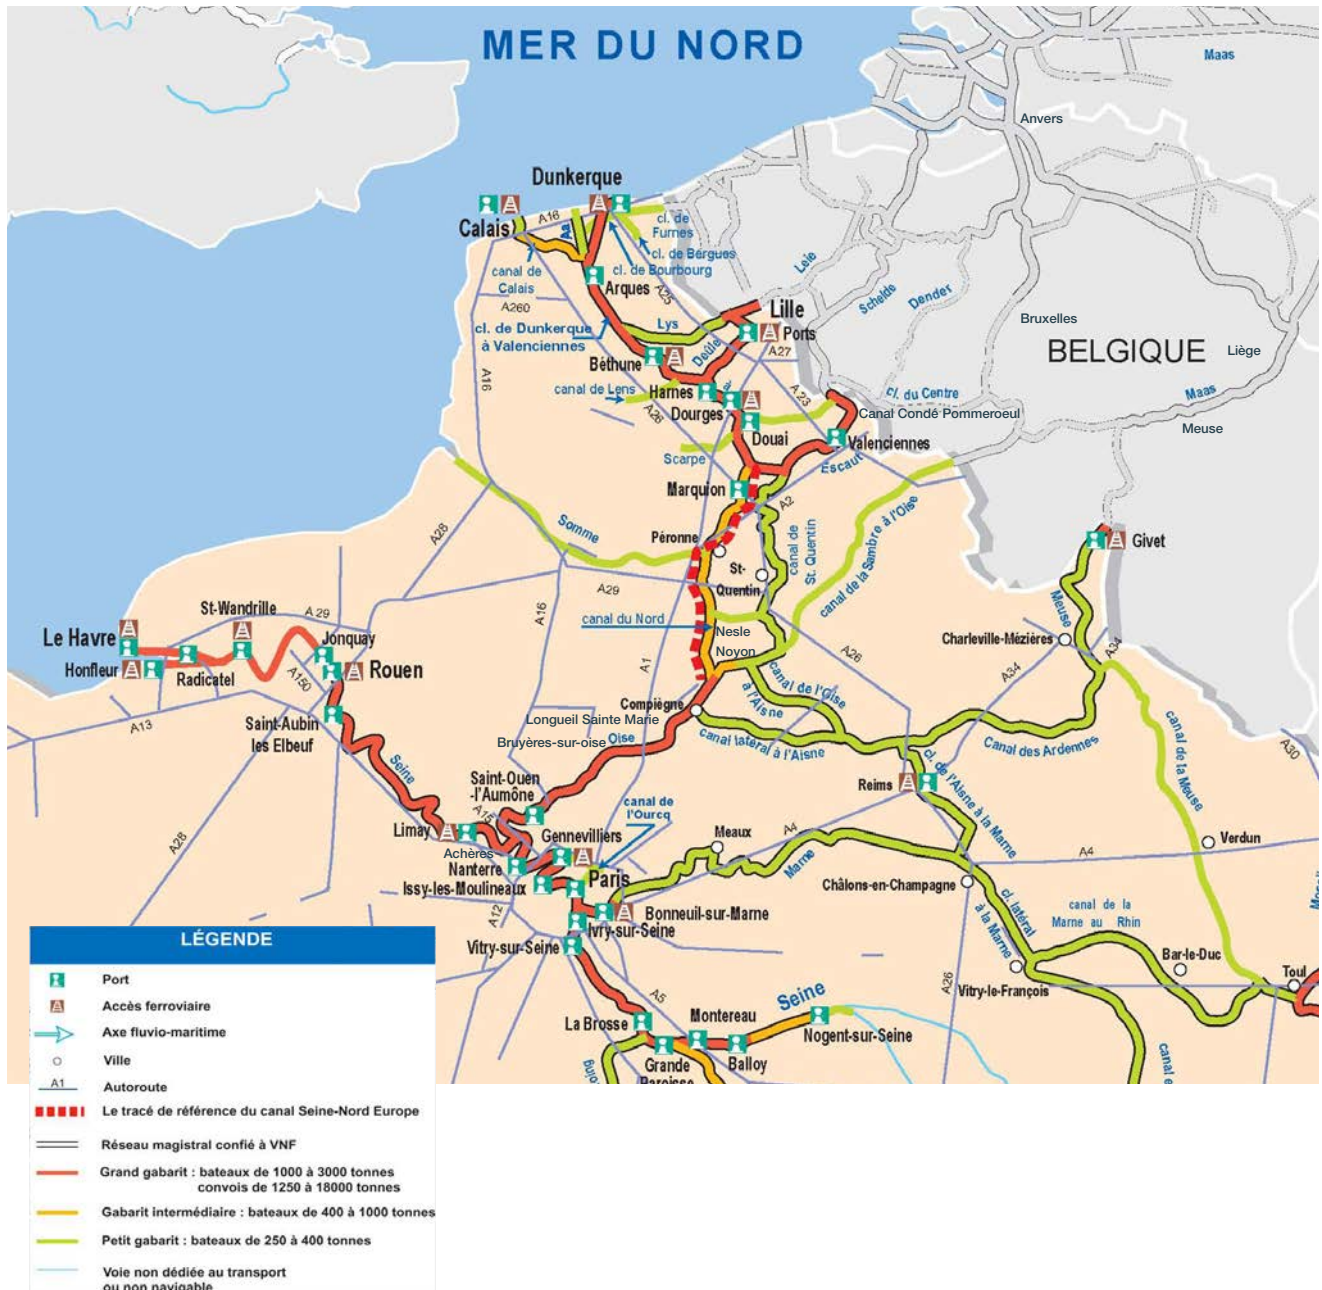 MER DU NORD
Maas
Anvers
Dunkerque
Calais
A16
Aa
cl. de
Furnes
cl. de Bergues
cl. de Bourbourg
canal de
Calais
Arques
A25
A260
Leie
Schelde
Dender
Bruxelles
BELGIQUE
Liège
Maas
Meuse
Lille
Ports
Lys
cl. de Dunkerque
à Valenciennes
Deûle
A27
Béthune
A16
canal de Lens
Harnes
A26
Dourges
A23
cl. du Centre
Canal Condé Pommeroeul
Douai
Valenciennes
Scarpe
Escaut
Marquion
A2
Somme
Péronne
St-
Quentin
canal de
St. Quentin
canal de la Sambre à l'Oise
Givet
Meuse
A28
A29
A16
canal du Nord
Nesle
Noyon
A1
A26
Charleville-Mézières
A34
A34
St-Wandrille
A 29
Le Havre
Jonquay
Honfleur
Radicatel
A150
Rouen
A13
Saint-Aubin
les Elbeuf
Compiègne
canal de l'Oise
à l'Aisne
Longueil Sainte Marie
Bruyères-sur-oise
Oise
canal latéral à l'Aisne
Canal des Ardennes
canal de la Meuse
A30
Seine
Saint-Ouen
-l'Aumône
canal de
l'Ourcq
Reims
cl. de l'Aisne à la Marne
A15
Limay
Gennevilliers
Meaux
A4
Verdun
A28
Achères
Nanterre
Issy-les-Moulineaux
Paris
Marne
A4
Châlons-en-Champagne
A12
Bonneuil-sur-Marne
Ivry-sur-Seine
Vitry-sur-Seine
cl. latéral
à la Marne
canal de la
Marne au Rhin
Bar-le-Duc
Toul
A26
Vitry-le-François
A5
Seine
La Brosse
Montereau
Nogent-sur-Seine
Grande
Paroisse
Balloy
LÉGENDE
Port
Accès ferroviaire
Axe fluvio-maritime
Ville
A1
Autoroute
Le tracé de référence du canal Seine-Nord Europe
Réseau magistral confié à VNF
Grand gabarit : bateaux de 1000 à 3000 tonnes
convois de 1250 à 18000 tonnes
Gabarit intermédiaire : bateaux de 400 à 1000 tonnes
Petit gabarit : bateaux de 250 à 400 tonnes
Voie non dédiée au transport
ou non navigable